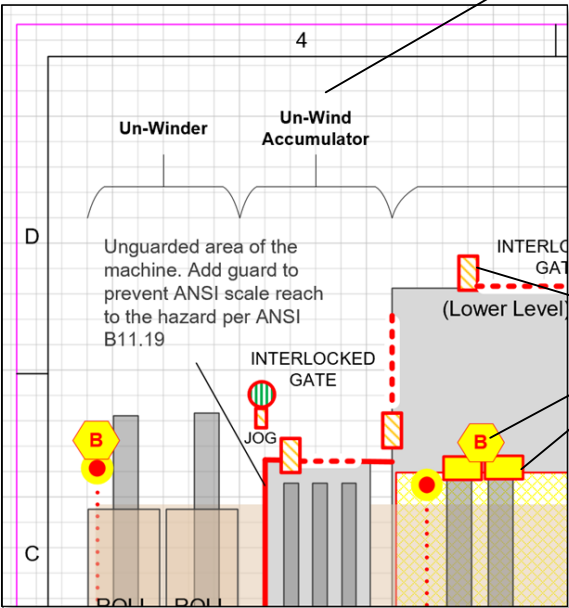 4
Un-Winder
Un-Wind
Accumulator
D
Unguarded area of the
machine. Add guard to
prevent ANSI scale reach
to the hazard per ANSI
B11.19
INTERLOCKED
GATE
(Lower Level)
JOG
B
B
C